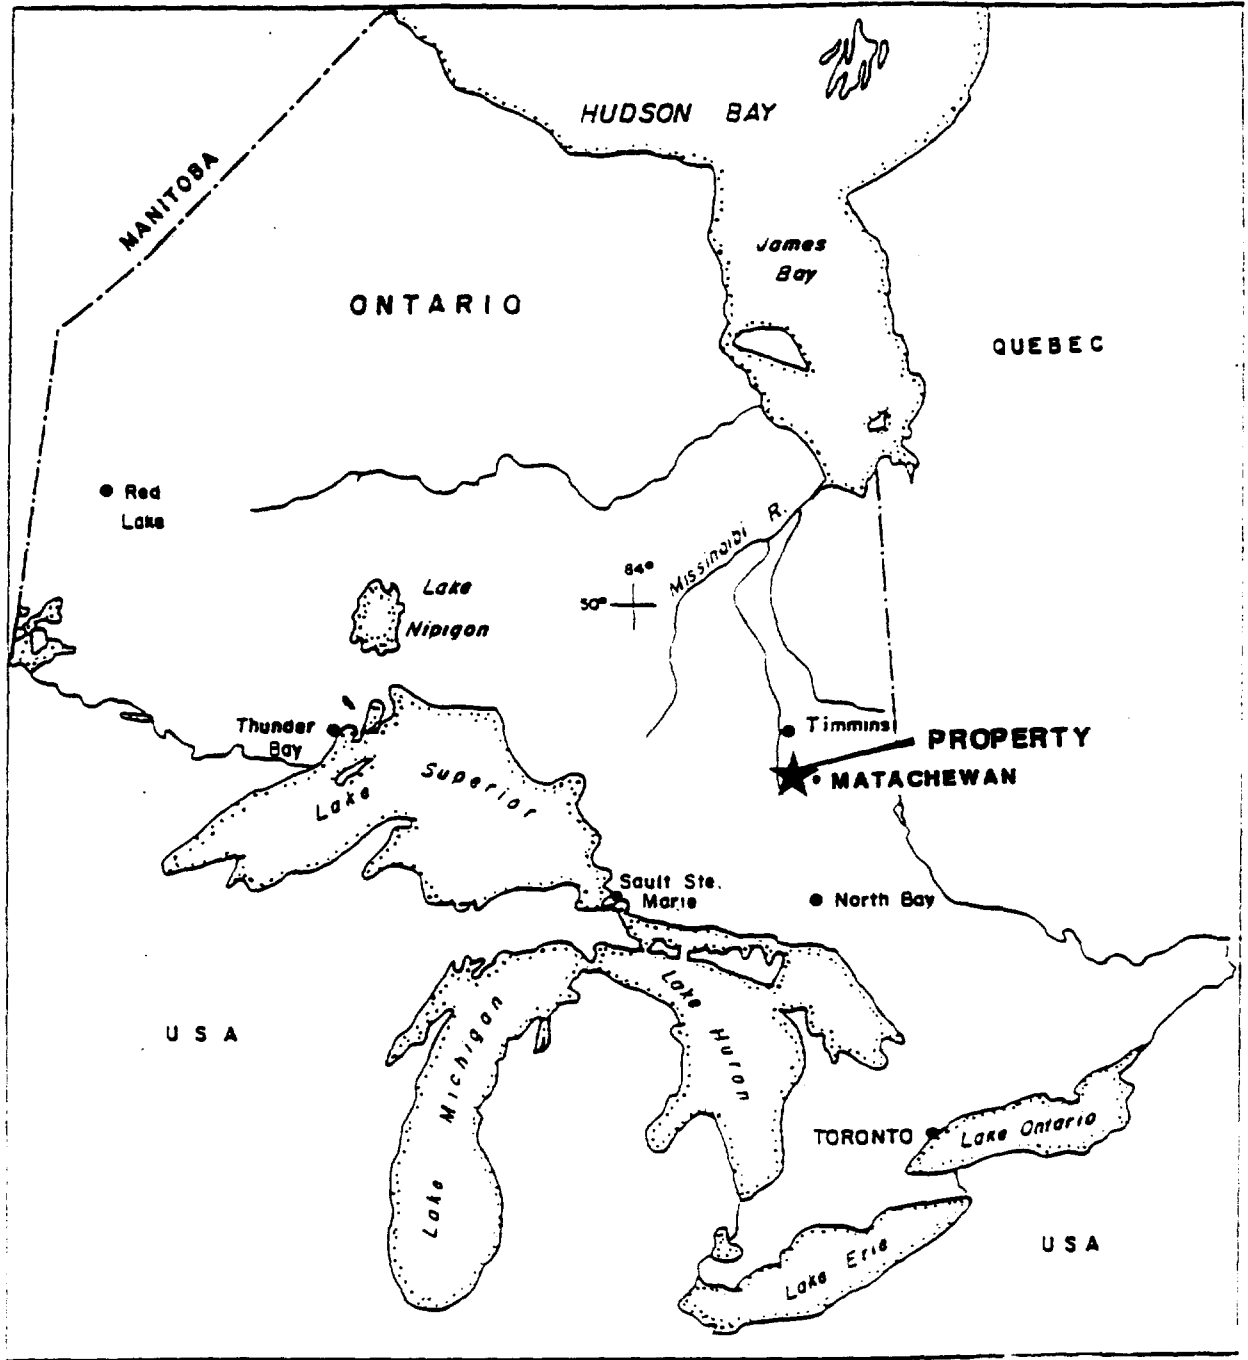 HUDSON BAY
MANITOBA
James
Bay
ONTARIO
QUEBEC
Red
Lake
Missinaibi R.
84°
50°
Lake
Nipigon
Thunder
Bay
Timmins
PROPERTY
MATACHEWAN
Lake Superior
Sault Ste.
Marie
North Bay
USA
Lake Michigan
Lake Huron
TORONTO
Lake Ontario
Lake Erie
USA